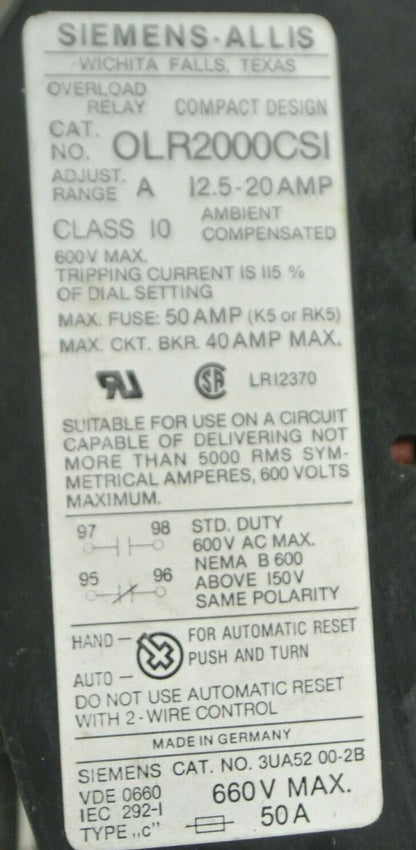 SIEMENS-ALLIS
WICHITA FALLS, TEXAS
OVERLOAD
RELAY COMPACT DESIGN
CAT.
NO. OLR2000CSI
ADJUST.
RANGE A 12.5-20 AMP
CLASS 10 AMBIENT
COMPENSATED
600V MAX.
TRIPPING CURRENT IS 115 %
OF DIAL SETTING
MAX. FUSE: 50 AMP (K5 or RK5)
MAX. CKT. BKR. 40 AMP MAX.
RU SA LR12370
SUITABLE FOR USE ON A CIRCUIT
CAPABLE OF DELIVERING NOT
MORE THAN 5000 RMS SYM-
METRICAL AMPERES, 600 VOLTS
MAXIMUM.
97 98 STD. DUTY
600V AC MAX.
NEMA B 600
95 96 ABOVE 150V
SAME POLARITY
HAND – FOR AUTOMATIC RESET
PUSH AND TURN
AUTO –
DO NOT USE AUTOMATIC RESET
WITH 2-WIRE CONTROL
MADE IN GERMANY
SIEMENS CAT. NO. 3UA52 00-2B
VDE 0660 660V MAX.
IEC 292-1
TYPE „c" 50A